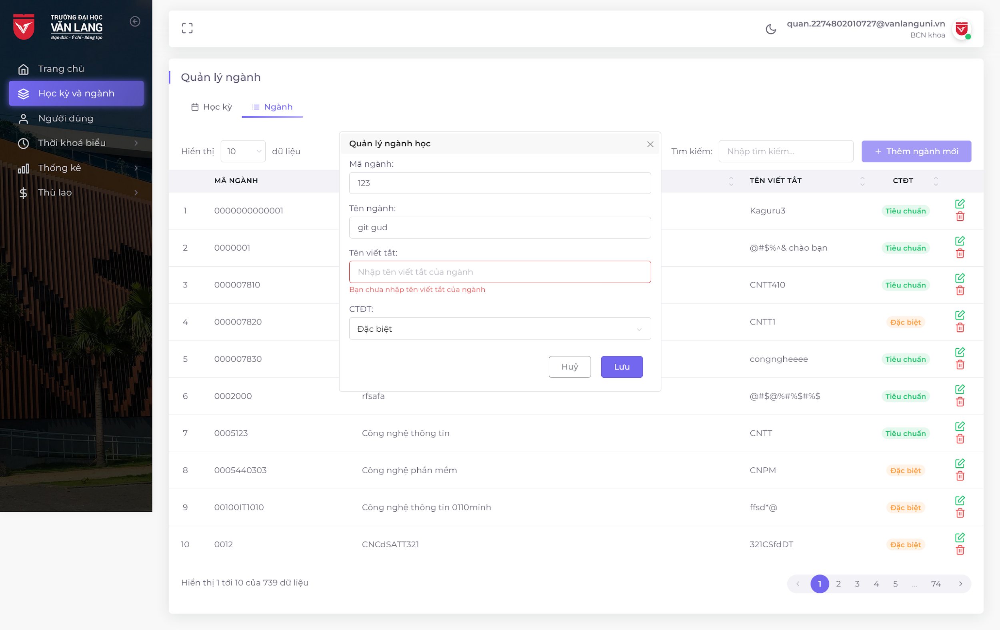 TRƯỜNG ĐẠI HỌC
VĂN LANG
Đạo đức - Ý chí - Sáng tạo
Trang chủ
Học kỳ và ngành
Người dùng
Thời khoá biểu
Thống kê
Thù lao
quan.2274802010727@vanlanguni.vn
BCN khoa
Quản lý ngành
Học kỳ
Ngành
Hiển thị 10 dữ liệu
Tìm kiếm: Nhập tìm kiếm...
+ Thêm ngành mới
MÃ NGÀNH TÊN VIẾT TẮT CTĐT
1 0000000000001 Kaguru3 Tiêu chuẩn
2 0000001 @#$%^& chào bạn Tiêu chuẩn
3 000007810 CNTT410 Tiêu chuẩn
4 000007820 CNTT1 Đặc biệt
5 000007830 congngheeee Tiêu chuẩn
6 0002000 rfsafa @#$@%#%$#%$ Tiêu chuẩn
7 0005123 Công nghệ thông tin CNTT Tiêu chuẩn
8 0005440303 Công nghệ phần mềm CNPM Đặc biệt
9 00100IT1010 Công nghệ thông tin 0110minh ffsd*@ Đặc biệt
10 0012 CNCdSATT321 321CSfdDT Đặc biệt
Quản lý ngành học
Mã ngành:
123
Tên ngành:
git gud
Tên viết tắt:
Nhập tên viết tắt của ngành
Bạn chưa nhập tên viết tắt của ngành
CTĐT:
Đặc biệt
Huỷ
Lưu
Hiển thị 1 tới 10 của 739 dữ liệu
1 2 3 4 5 ... 74